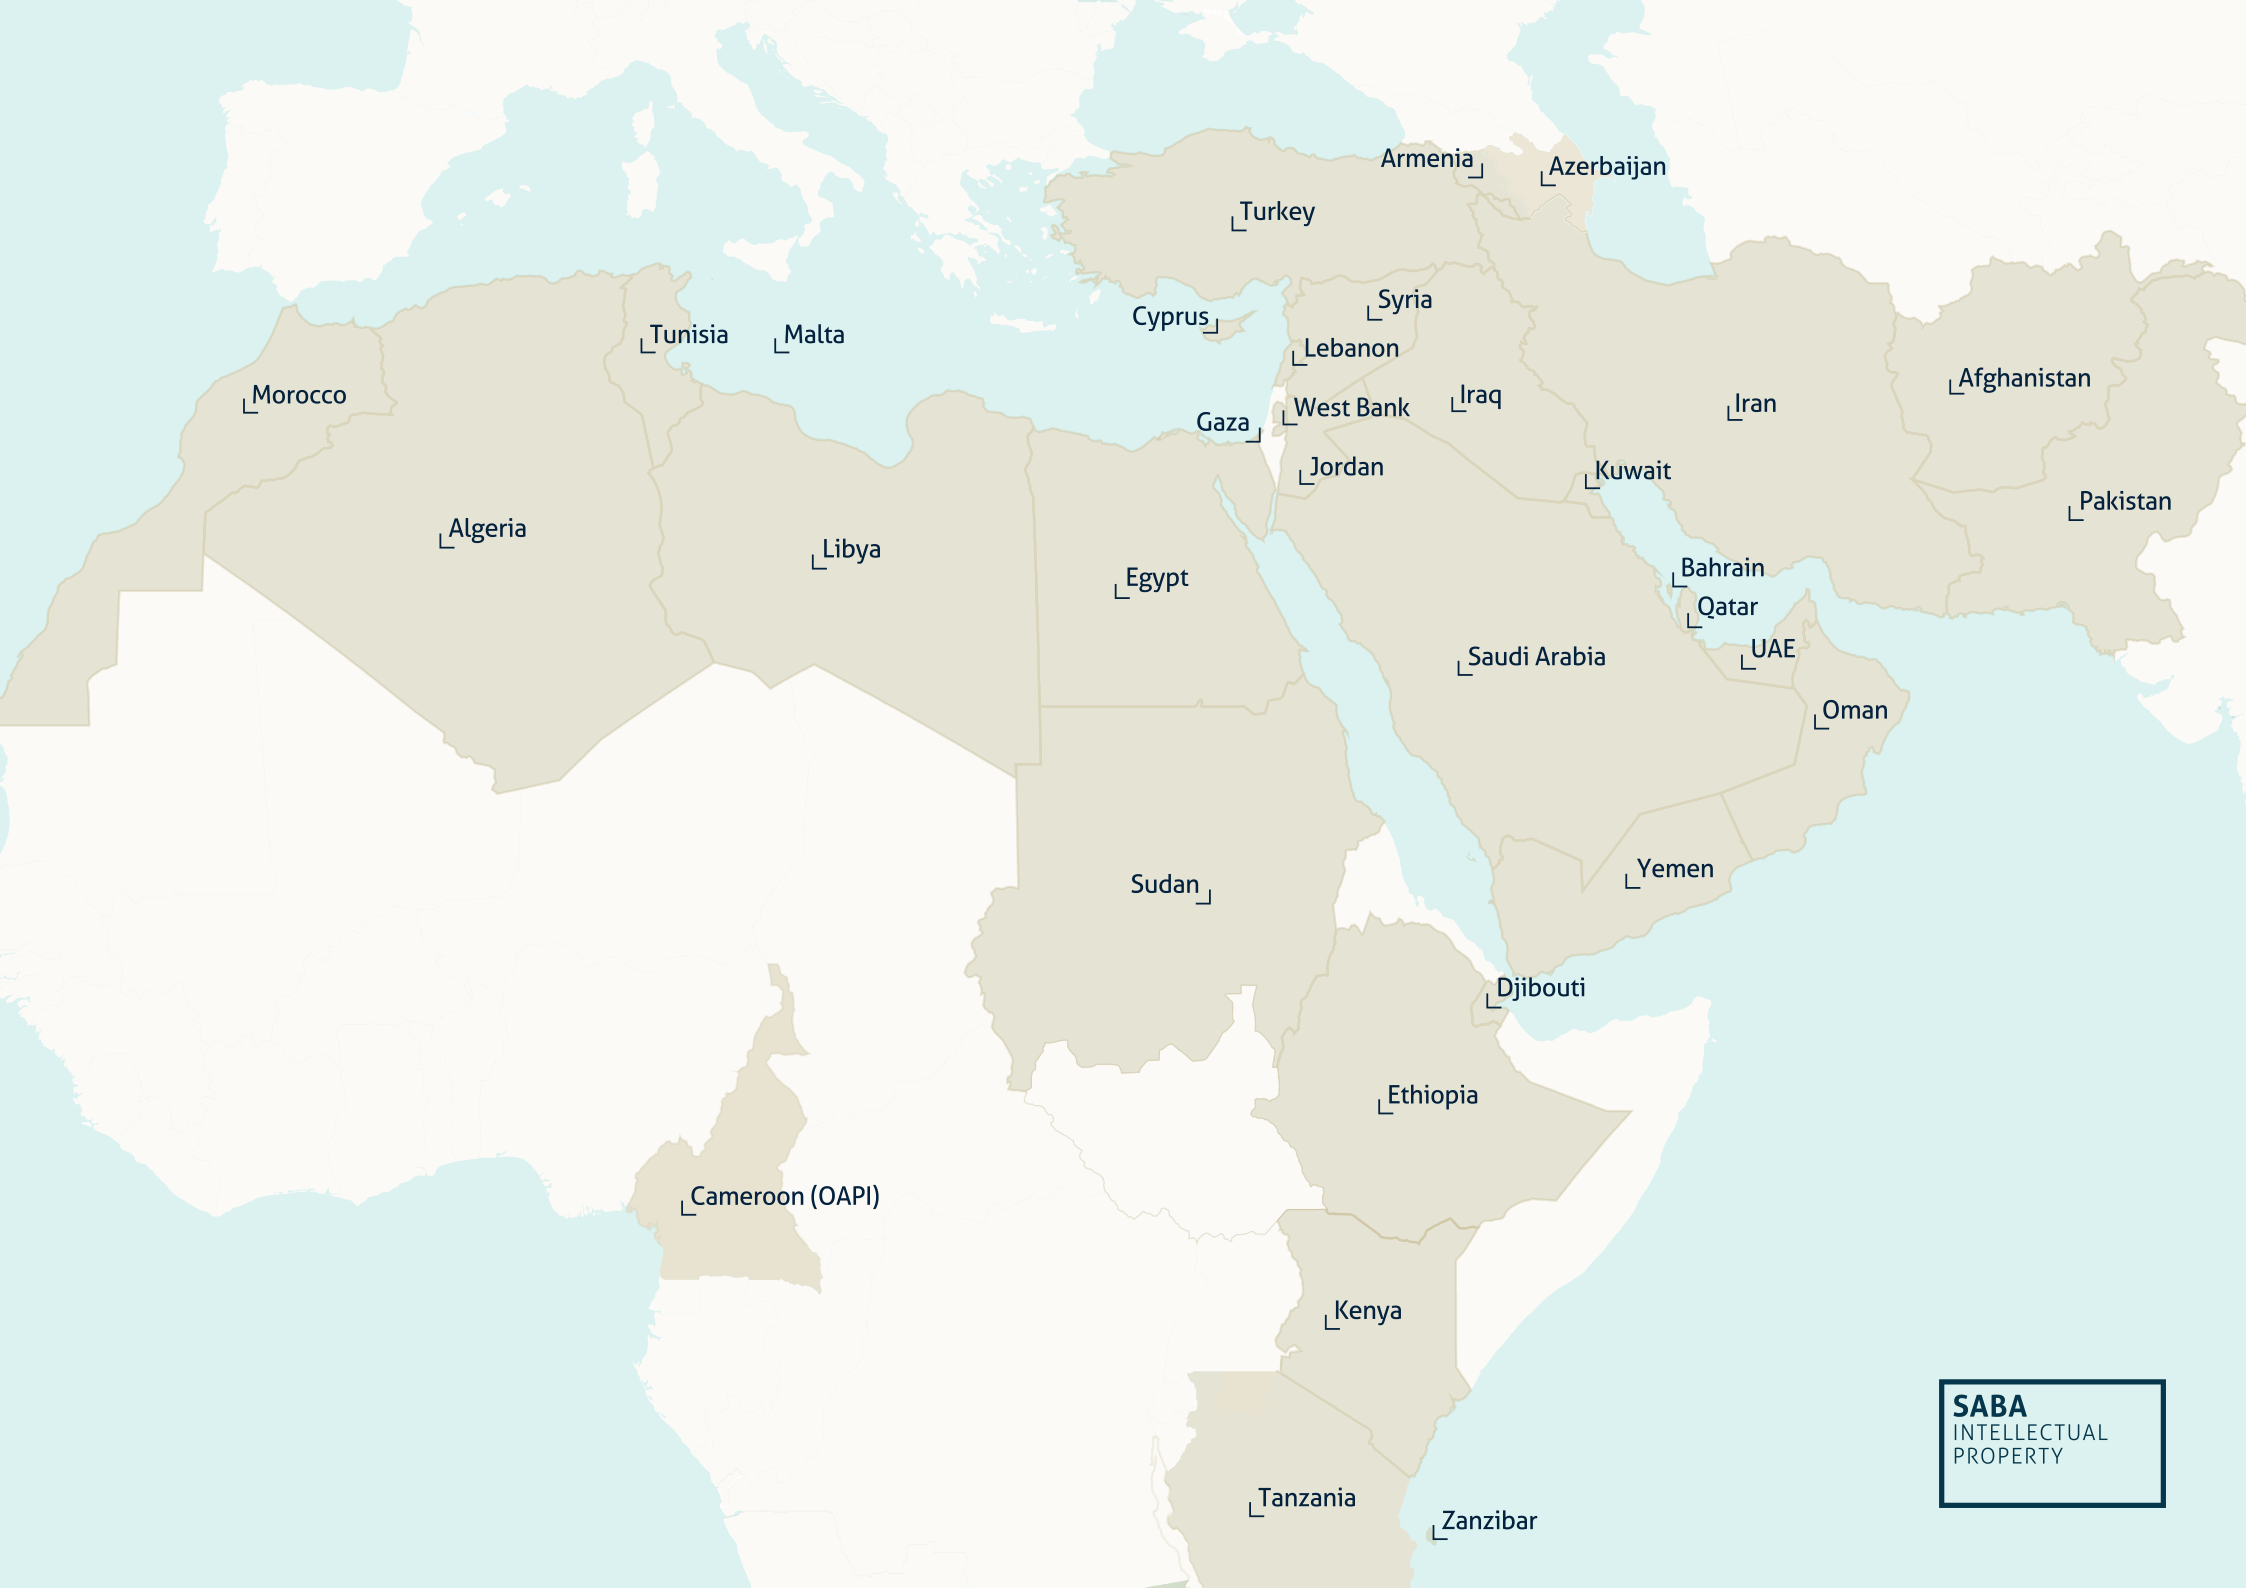 Armenia
Azerbaijan
Turkey
Syria
Cyprus
Tunisia
Malta
Lebanon
Afghanistan
Morocco
Iraq
Iran
West Bank
Gaza
Jordan
Kuwait
Pakistan
Algeria
Libya
Bahrain
Egypt
Qatar
UAE
Saudi Arabia
Oman
Yemen
Sudan
Djibouti
Ethiopia
Cameroon (OAPI)
Kenya
SABA
INTELLECTUAL
PROPERTY
Tanzania
Zanzibar